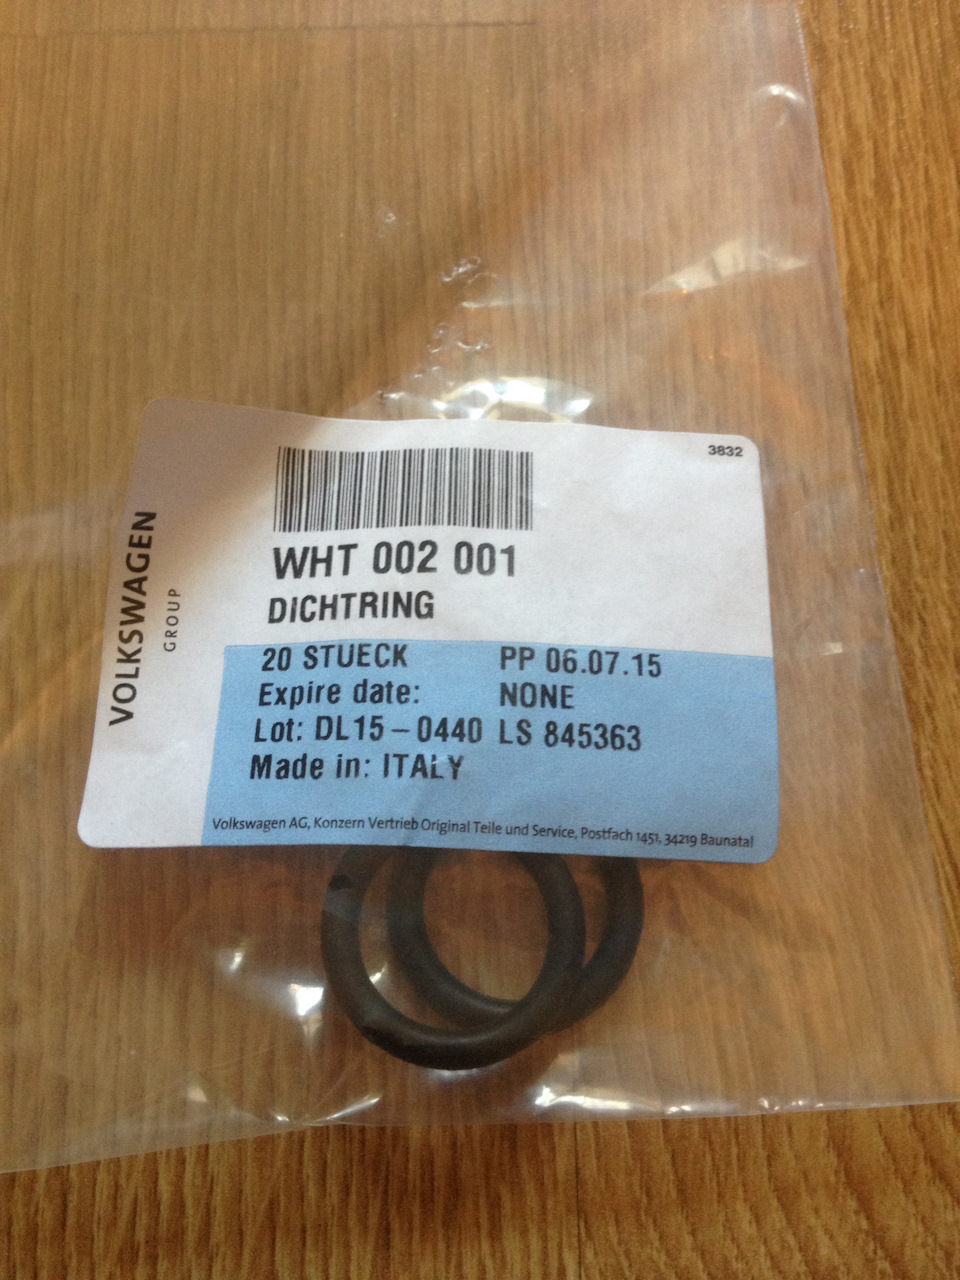 3832
VOLKSWAGEN
GROUP
WHT 002 001
DICHTRING
20 STUECK PP 06.07.15
Expire date: NONE
Lot: DL15-0440 LS 845363
Made in: ITALY
Volkswagen AG, Konzern Vertrieb Original Teile und Service, Postfach 1451, 34219 Baunatal